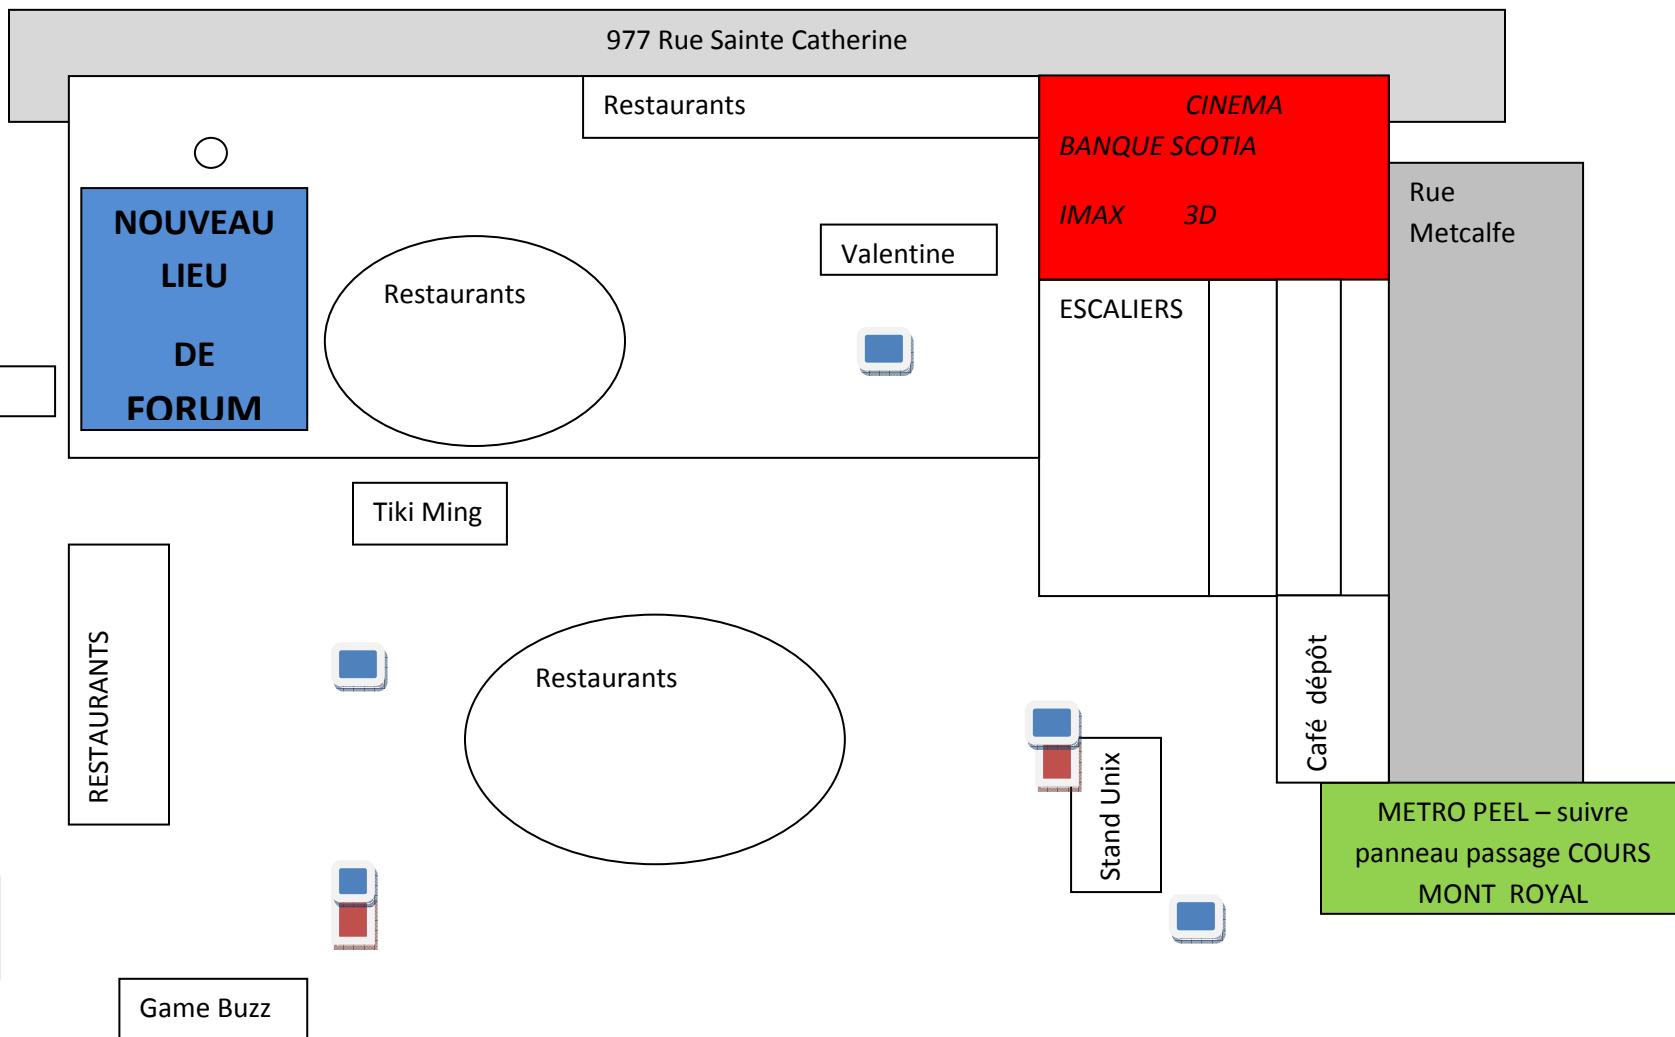 977 Rue Sainte Catherine
Restaurants
CINEMA
BANQUE SCOTIA
IMAX 3D
Rue
Metcalfe
NOUVEAU
LIEU
DE
FORUM
Restaurants
Valentine
ESCALIERS
Tiki Ming
RESTAURANTS
Restaurants
Café dépôt
Stand Unix
METRO PEEL – suivre
panneau passage COURS
MONT ROYAL
Game Buzz